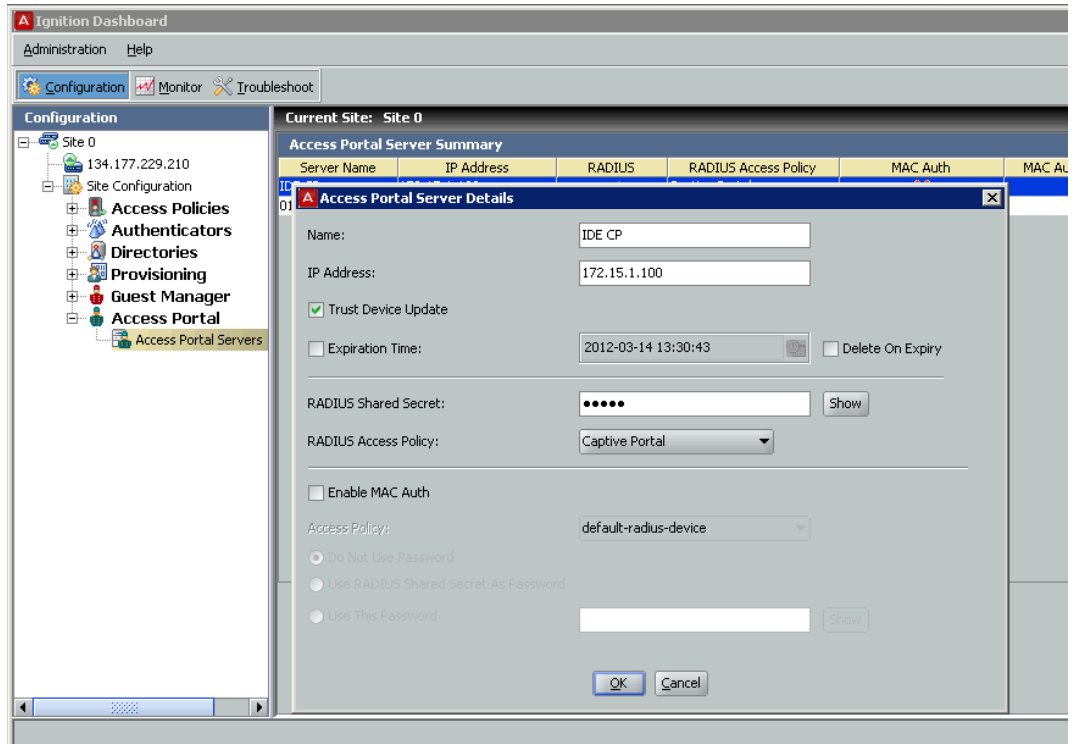 Ignition Dashboard
Administration Help
Configuration Monitor Troubleshoot
Configuration
Site 0
134.177.229.210
Site Configuration
Access Policies
Authenticators
Directories
Provisioning
Guest Manager
Access Portal
Access Portal Servers
Current Site: Site 0
Access Portal Server Summary
Server Name IP Address RADIUS RADIUS Access Policy MAC Auth MAC Au
01
Access Portal Server Details
Name: IDE CP
IP Address: 172.15.1.100
Trust Device Update
Expiration Time: 2012-03-14 13:30:43 Delete On Expiry
RADIUS Shared Secret: ••••• Show
RADIUS Access Policy: Captive Portal
Enable MAC Auth
Access Policy: default-radius-device
Do Not Use Password
Use RADIUS Shared Secret As Password
Use This Password Show
OK Cancel